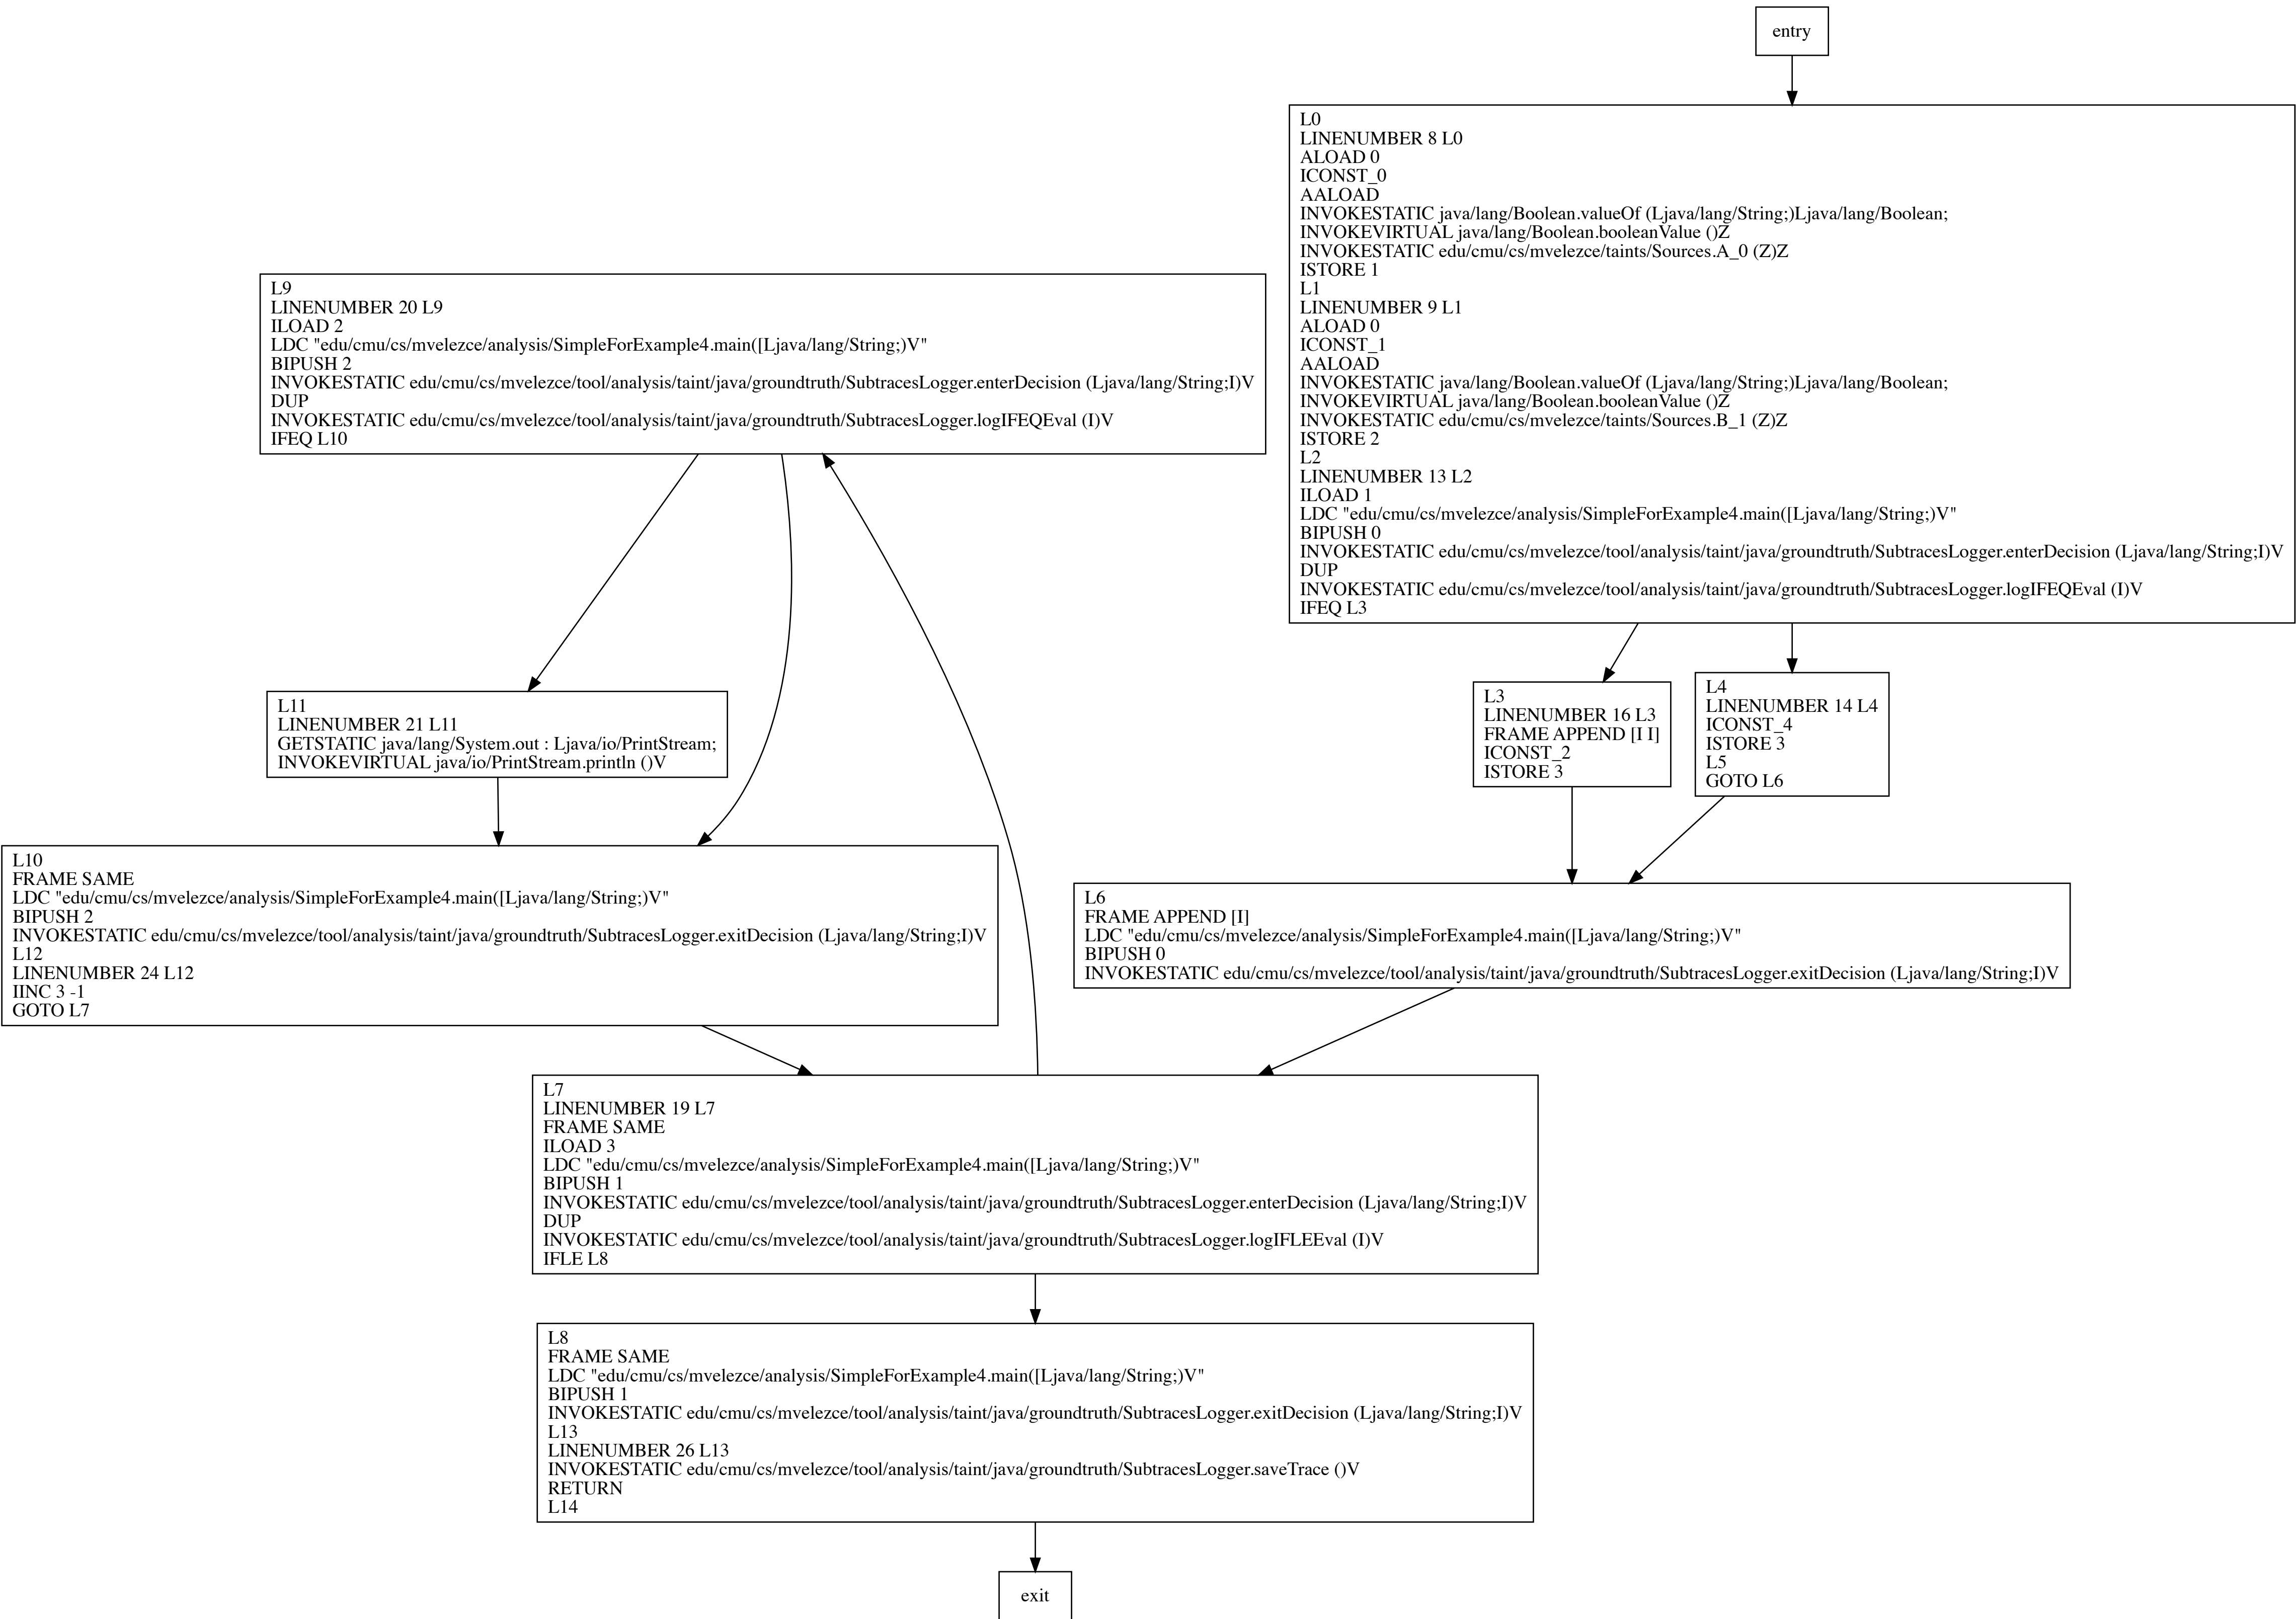 entry
L0
LINENUMBER 8 L0
ALOAD 0
ICONST_0
AALOAD
INVOKESTATIC java/lang/Boolean.valueOf (Ljava/lang/String;)Ljava/lang/Boolean;
INVOKEVIRTUAL java/lang/Boolean.booleanValue ()Z
INVOKESTATIC edu/cmu/cs/mvelezce/taints/Sources.A_0 (Z)Z
ISTORE 1
L1
LINENUMBER 9 L1
ALOAD 0
ICONST_1
AALOAD
INVOKESTATIC java/lang/Boolean.valueOf (Ljava/lang/String;)Ljava/lang/Boolean;
INVOKEVIRTUAL java/lang/Boolean.booleanValue ()Z
INVOKESTATIC edu/cmu/cs/mvelezce/taints/Sources.B_1 (Z)Z
ISTORE 2
L2
LINENUMBER 13 L2
ILOAD 1
LDC "edu/cmu/cs/mvelezce/analysis/SimpleForExample4.main([Ljava/lang/String;)V"
BIPUSH 0
INVOKESTATIC edu/cmu/cs/mvelezce/tool/analysis/taint/java/groundtruth/SubtracesLogger.enterDecision (Ljava/lang/String;I)V
DUP
INVOKESTATIC edu/cmu/cs/mvelezce/tool/analysis/taint/java/groundtruth/SubtracesLogger.logIFEQEval (I)V
IFEQ L3
L9
LINENUMBER 20 L9
ILOAD 2
LDC "edu/cmu/cs/mvelezce/analysis/SimpleForExample4.main([Ljava/lang/String;)V"
BIPUSH 2
INVOKESTATIC edu/cmu/cs/mvelezce/tool/analysis/taint/java/groundtruth/SubtracesLogger.enterDecision (Ljava/lang/String;I)V
DUP
INVOKESTATIC edu/cmu/cs/mvelezce/tool/analysis/taint/java/groundtruth/SubtracesLogger.logIFEQEval (I)V
IFEQ L10
L11
LINENUMBER 21 L11
GETSTATIC java/lang/System.out : Ljava/io/PrintStream;
INVOKEVIRTUAL java/io/PrintStream.println ()V
L3
LINENUMBER 16 L3
FRAME APPEND [I I]
ICONST_2
ISTORE 3
L4
LINENUMBER 14 L4
ICONST_4
ISTORE 3
L5
GOTO L6
L10
FRAME SAME
LDC "edu/cmu/cs/mvelezce/analysis/SimpleForExample4.main([Ljava/lang/String;)V"
BIPUSH 2
INVOKESTATIC edu/cmu/cs/mvelezce/tool/analysis/taint/java/groundtruth/SubtracesLogger.exitDecision (Ljava/lang/String;I)V
L12
LINENUMBER 24 L12
IINC 3 -1
GOTO L7
L6
FRAME APPEND [I]
LDC "edu/cmu/cs/mvelezce/analysis/SimpleForExample4.main([Ljava/lang/String;)V"
BIPUSH 0
INVOKESTATIC edu/cmu/cs/mvelezce/tool/analysis/taint/java/groundtruth/SubtracesLogger.exitDecision (Ljava/lang/String;I)V
L7
LINENUMBER 19 L7
FRAME SAME
ILOAD 3
LDC "edu/cmu/cs/mvelezce/analysis/SimpleForExample4.main([Ljava/lang/String;)V"
BIPUSH 1
INVOKESTATIC edu/cmu/cs/mvelezce/tool/analysis/taint/java/groundtruth/SubtracesLogger.enterDecision (Ljava/lang/String;I)V
DUP
INVOKESTATIC edu/cmu/cs/mvelezce/tool/analysis/taint/java/groundtruth/SubtracesLogger.logIFLEEval (I)V
IFLE L8
L8
FRAME SAME
LDC "edu/cmu/cs/mvelezce/analysis/SimpleForExample4.main([Ljava/lang/String;)V"
BIPUSH 1
INVOKESTATIC edu/cmu/cs/mvelezce/tool/analysis/taint/java/groundtruth/SubtracesLogger.exitDecision (Ljava/lang/String;I)V
L13
LINENUMBER 26 L13
INVOKESTATIC edu/cmu/cs/mvelezce/tool/analysis/taint/java/groundtruth/SubtracesLogger.saveTrace ()V
RETURN
L14
exit